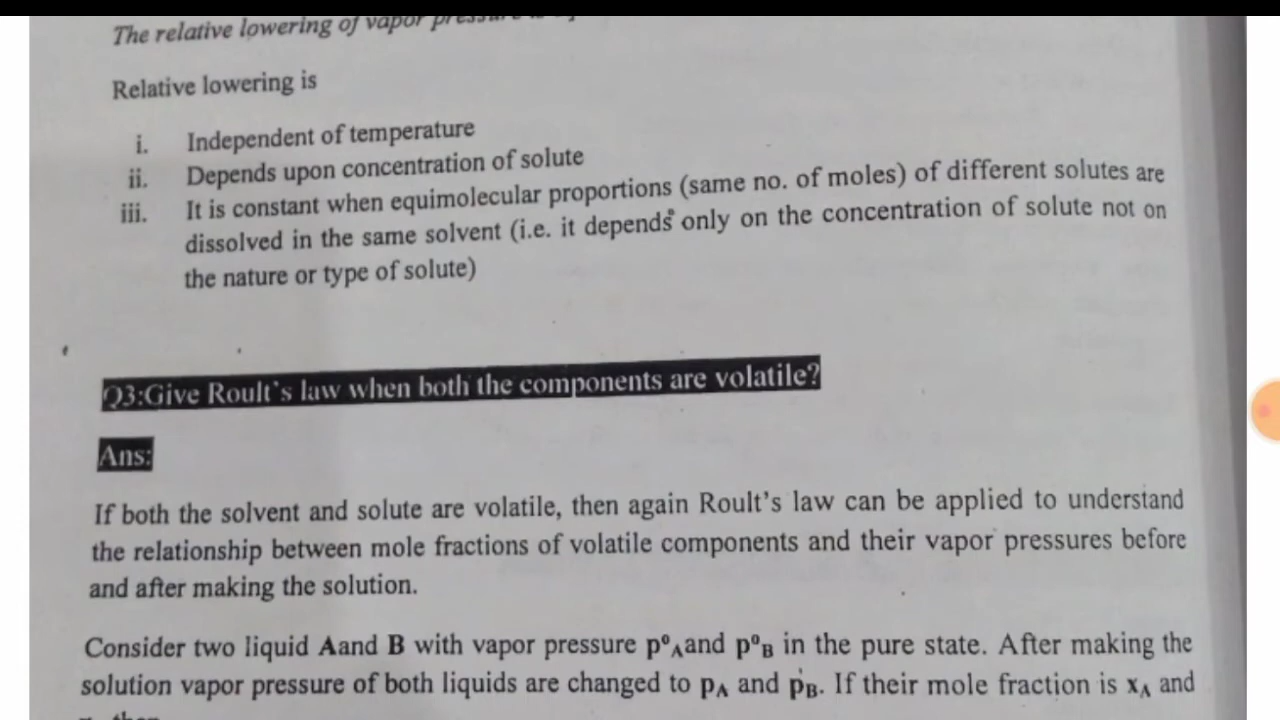 The relative lowering of vapor
Relative lowering is
i. Independent of temperature
ii. Depends upon concentration of solute
iii. It is constant when equimolecular proportions (same no. of moles) of different solutes are
dissolved in the same solvent (i.e. it depends only on the concentration of solute not on
the nature or type of solute)
Q3:Give Roult's law when both the components are volatile?
Ans:
If both the solvent and solute are volatile, then again Roult's law can be applied to understand
the relationship between mole fractions of volatile components and their vapor pressures before
and after making the solution.
Consider two liquid Aand B with vapor pressure p°Aand p°B in the pure state. After making the
solution vapor pressure of both liquids are changed to pA and pB. If their mole fraction is xA and